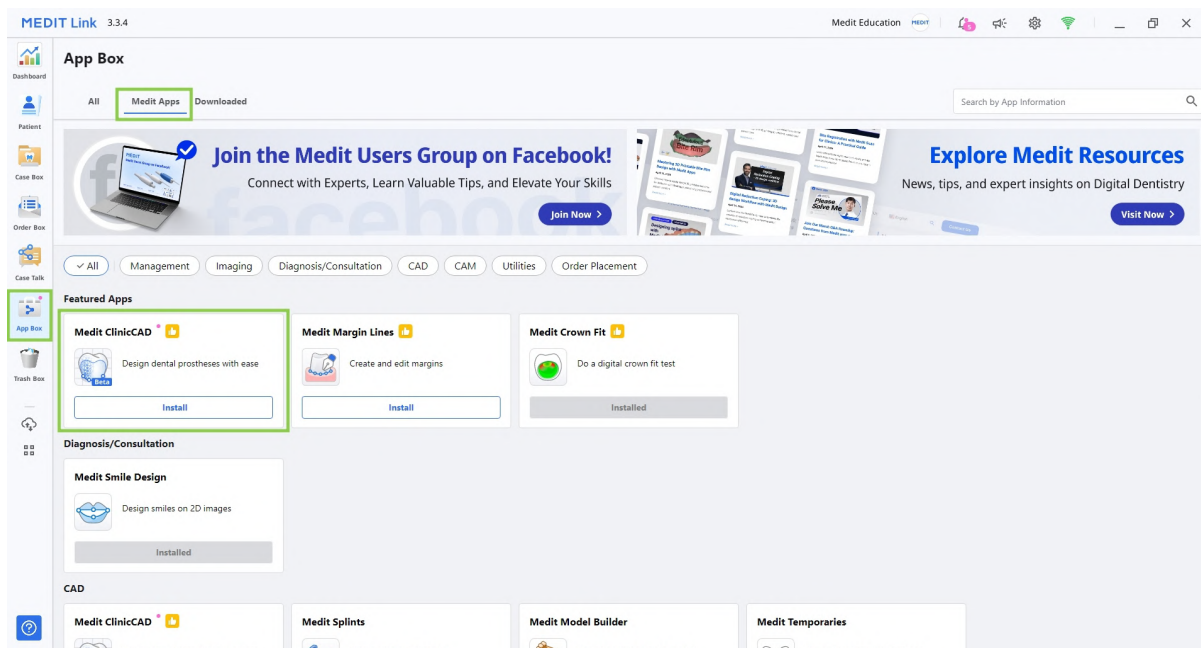 MEDIT Link 3.3.4
Medit Education MEDIT 5
Dashboard
Patient
Case Box
Order Box
Case Talk
App Box
Trash Box
App Box
All Medit Apps Downloaded
Search by App Information
Join the Medit Users Group on Facebook!
Connect with Experts, Learn Valuable Tips, and Elevate Your Skills
Join Now >
Please
Solve Me
Explore Medit Resources
News, tips, and expert insights on Digital Dentistry
Visit Now >
All Management Imaging Diagnosis/Consultation CAD CAM Utilities Order Placement
Featured Apps
Medit ClinicCAD
Design dental prostheses with ease
Beta
Install
Medit Margin Lines
Create and edit margins
Install
Medit Crown Fit
Do a digital crown fit test
Installed
Diagnosis/Consultation
Medit Smile Design
Design smiles on 2D images
Installed
CAD
Medit ClinicCAD Medit Splints Medit Model Builder Medit Temporaries